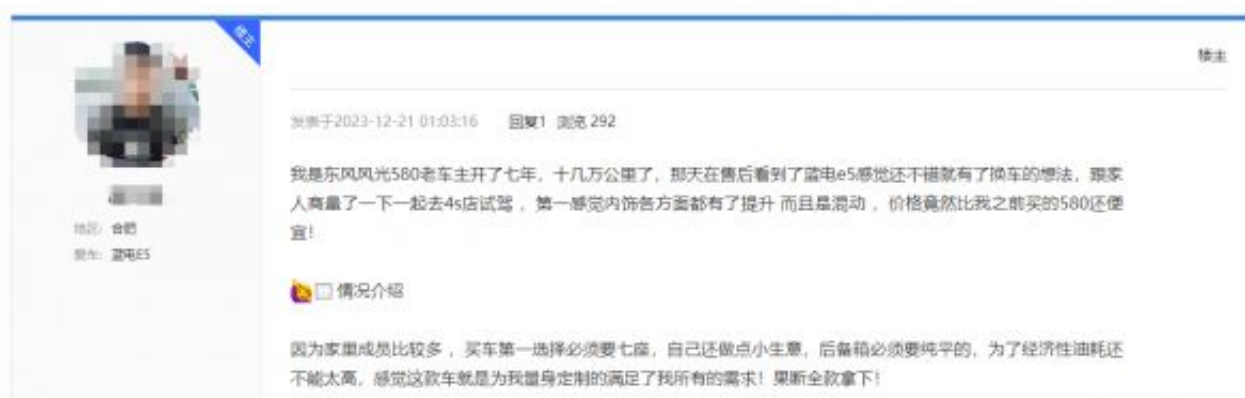 楼主
楼主
发表于2023-12-21 01:03:16 回复1 浏览 292
我是东风风光580老车主开了七年，十几万公里了，那天在售后看到了蓝电e5感觉还不错就有了换车的想法，跟家
人商量了一下一起去4s店试驾 ，第一感觉内饰各方面都有了提升 而且是混动 ，价格竟然比我之前买的580还便
宜！
地区: 合肥
爱车: 蓝电E5
情况介绍
因为家里成员比较多 ，买车第一选择必须要七座，自己还做点小生意，后备箱必须要纯平的，为了经济性油耗还
不能太高，感觉这款车就是为我量身定制的满足了我所有的需求！果断全款拿下！